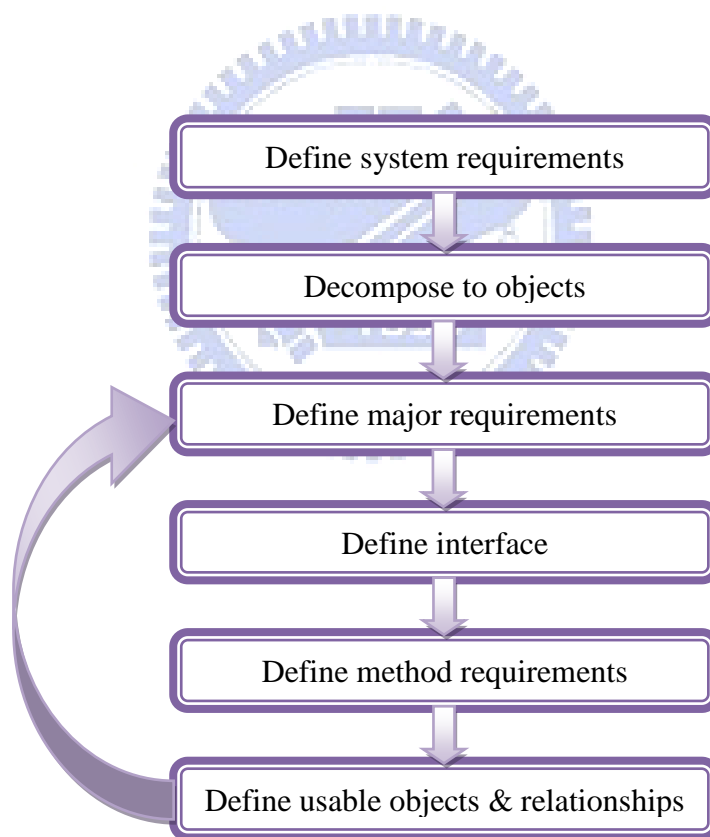 Define system requirements
Decompose to objects
Define major requirements
Define interface
Define method requirements
Define usable objects & relationships